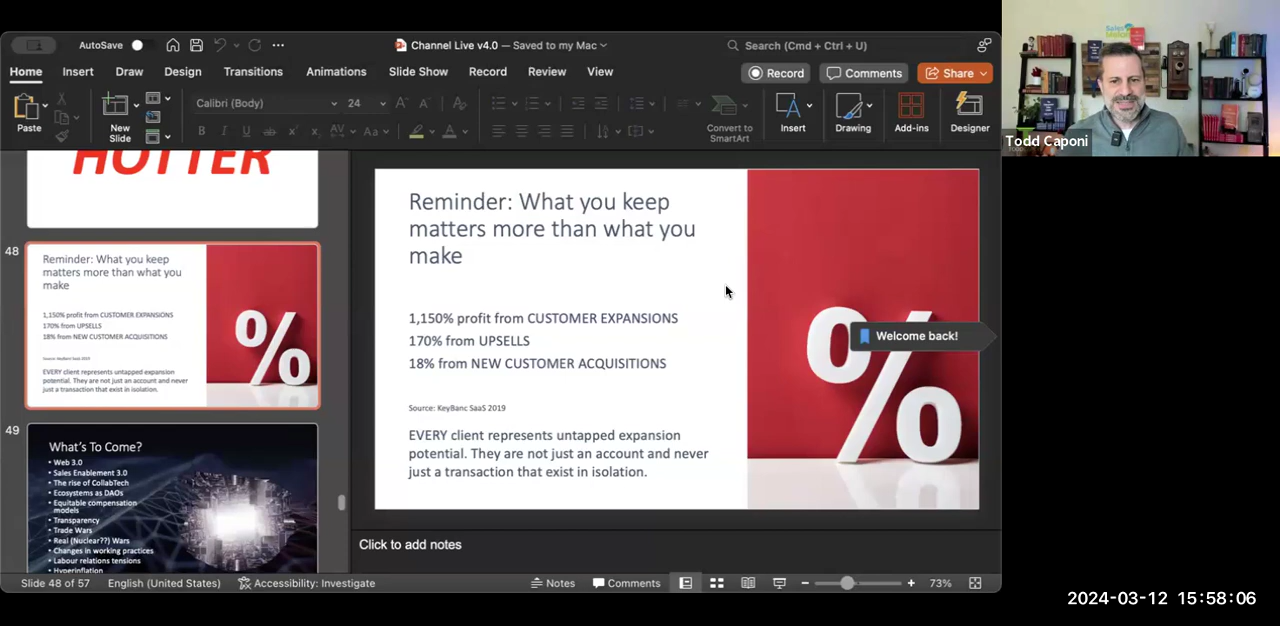 AutoSave
Channel Live v4.0 — Saved to my Mac
Search (Cmd + Ctrl + U)
Home Insert Draw Design Transitions Animations Slide Show Record Review View
Record Comments Share
Calibri (Body) 24
Paste New Slide Convert to SmartArt Insert Drawing Add-ins Designer
Sales
Todd Caponi
HOTTER
48
Reminder: What you keep
matters more than what you
make
1,150% profit from CUSTOMER EXPANSIONS
170% from UPSELLS
18% from NEW CUSTOMER ACQUISITIONS
Source: KeyBanc SaaS 2019
EVERY client represents untapped expansion
potential. They are not just an account and never
just a transaction that exist in isolation.
%
49
What's To Come?
• Web 3.0
• Sales Enablement 3.0
• The rise of CollabTech
• Ecosystems as DAOs
• Equitable compensation
models
• Transparency
• Trade Wars
• Real (Nuclear??) Wars
• Changes in working practices
• Labour relations tensions
• Hyperinflation
Reminder: What you keep
matters more than what you
make
1,150% profit from CUSTOMER EXPANSIONS
170% from UPSELLS
18% from NEW CUSTOMER ACQUISITIONS
Source: KeyBanc SaaS 2019
EVERY client represents untapped expansion
potential. They are not just an account and never
just a transaction that exist in isolation.
%
Welcome back!
Click to add notes
Slide 48 of 57 English (United States) Accessibility: Investigate Notes Comments 73%
2024-03-12 15:58:06